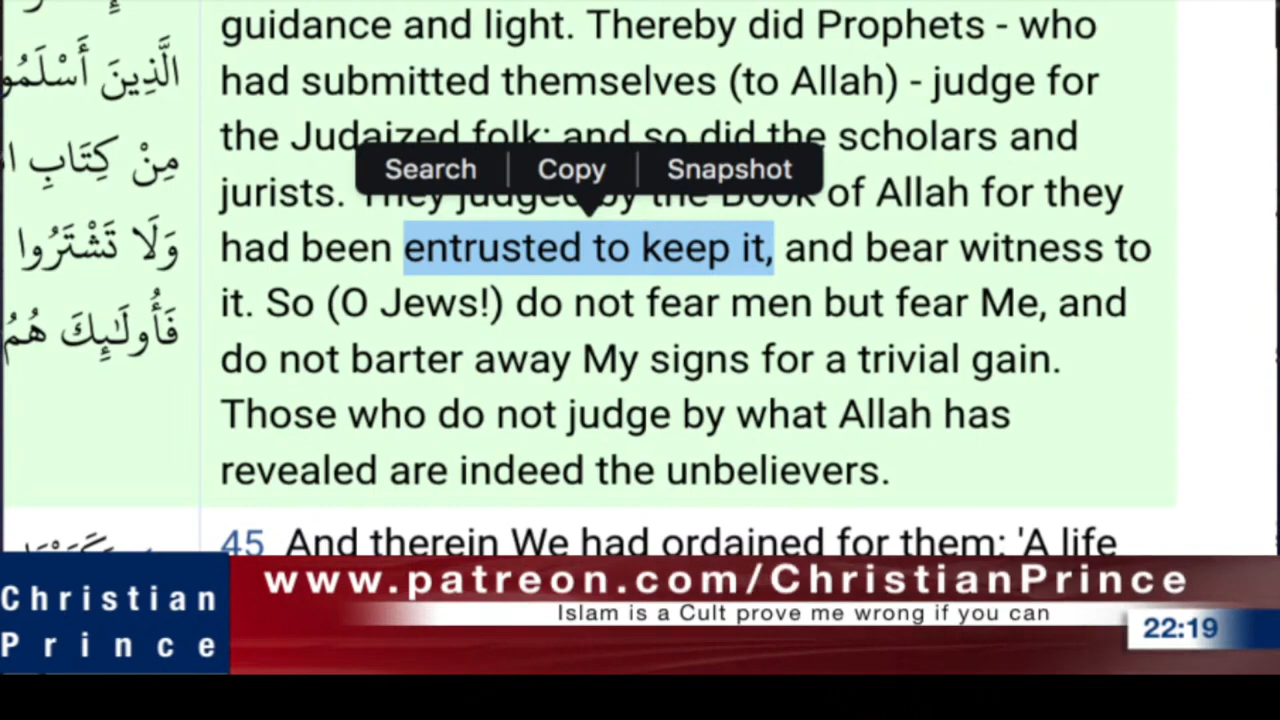 الَّذِينَ أَسْلَمُو
مِنْ كِتَابِ ا
وَلَا تَشْتَرُوا
فَأُولَٰئِكَ هُمُ
guidance and light. Thereby did Prophets - who
had submitted themselves (to Allah) - judge for
the Judaized folk; and so did the scholars and
Search Copy Snapshot
jurists. They judged by the Book of Allah for they
had been entrusted to keep it, and bear witness to
it. So (O Jews!) do not fear men but fear Me, and
do not barter away My signs for a trivial gain.
Those who do not judge by what Allah has
revealed are indeed the unbelievers.
45 And therein We had ordained for them: 'A life
Christian
Prince
www.patreon.com/ChristianPrince
Islam is a Cult prove me wrong if you can
22:19